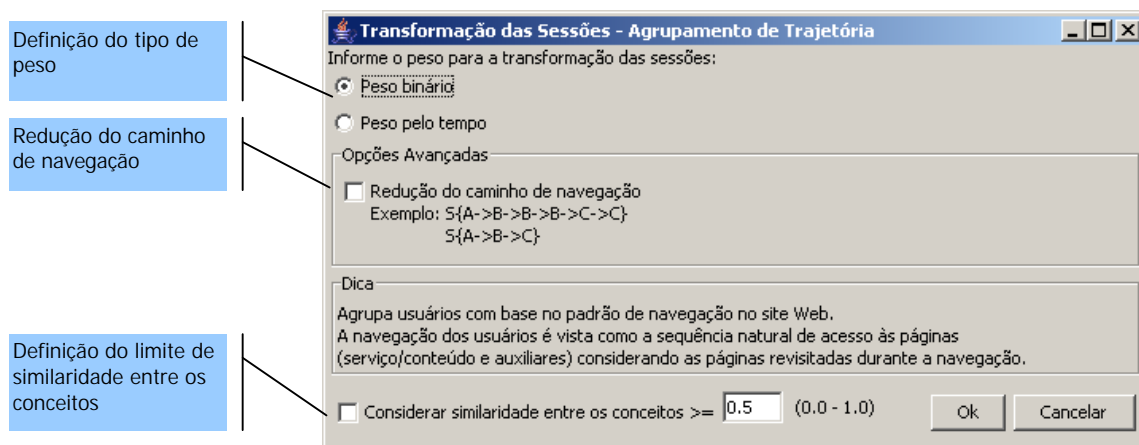 Definição do tipo de
peso
Redução do caminho
de navegação
Definição do limite de
similaridade entre os
conceitos
Transformação das Sessões - Agrupamento de Trajetória
Informe o peso para a transformação das sessões:
Peso binário
Peso pelo tempo
Opções Avançadas
Redução do caminho de navegação
Exemplo: S{A->B->B->B->C->C}
S{A->B->C}
Dica
Agrupa usuários com base no padrão de navegação no site Web.
A navegação dos usuários é vista como a sequência natural de acesso às páginas
(serviço/conteúdo e auxiliares) considerando as páginas revisitadas durante a navegação.
Considerar similaridade entre os conceitos >= 0.5 (0.0 - 1.0) Ok Cancelar